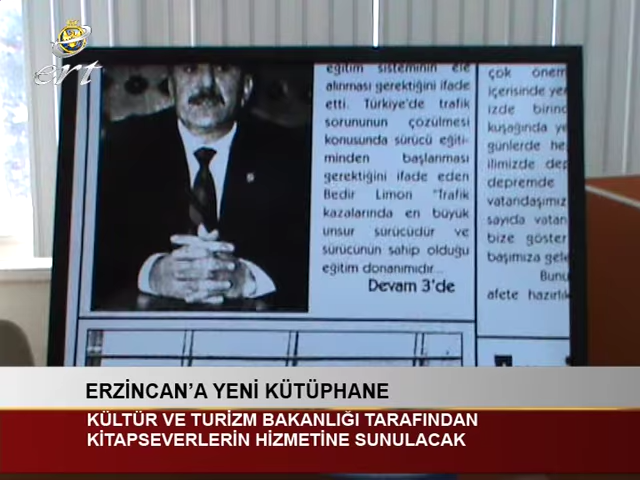 ert
eğitim sisteminin ele
alınması gerektiğini ifade
etti. Türkiye'de trafik
sorununun çözülmesi
konusunda sürücü eğiti-
minden başlanması
gerektiğini ifade eden
Bedir Limon "Trafik
kazalarında en büyük
unsur sürücüdür ve
sürücünün sahip olduğu
eğitim donanımıdır...
Devam 3'de
çok önem
içerisinde yer
izde birinc
kuşağında ye
günlerde he
ilimizde dep
depremde
vatandaşımız
sayıda vatan
bize göster
başımıza gele
Bunu
afete hazırlık
ERZİNCAN'A YENİ KÜTÜPHANE
KÜLTÜR VE TURİZM BAKANLIĞI TARAFINDAN
KİTAPSEVERLERİN HİZMETİNE SUNULACAK